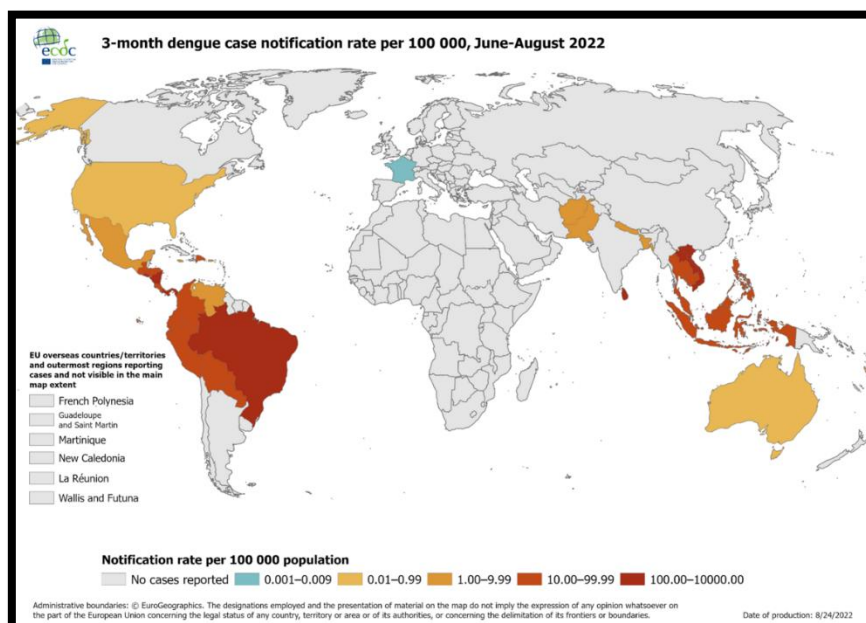 ecdc
3-month dengue case notification rate per 100 000, June-August 2022
EU overseas countries/territories
and outermost regions reporting
cases and not visible in the main
map extent
French Polynesia
Guadeloupe
and Saint Martin
Martinique
New Caledonia
La Réunion
Wallis and Futuna
Notification rate per 100 000 population
No cases reported 0.001–0.009 0.01–0.99 1.00–9.99 10.00–99.99 100.00–10000.00
Administrative boundaries: © EuroGeographics. The designations employed and the presentation of material on the map do not imply the expression of any opinion whatsoever on
the part of the European Union concerning the legal status of any country, territory or area or of its authorities, or concerning the delimitation of its frontiers or boundaries.
Date of production: 8/24/2022